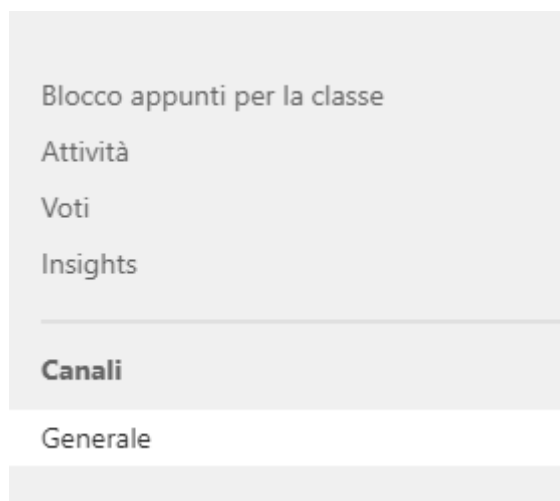 Blocco appunti per la classe
Attività
Voti
Insights
Canali
Generale